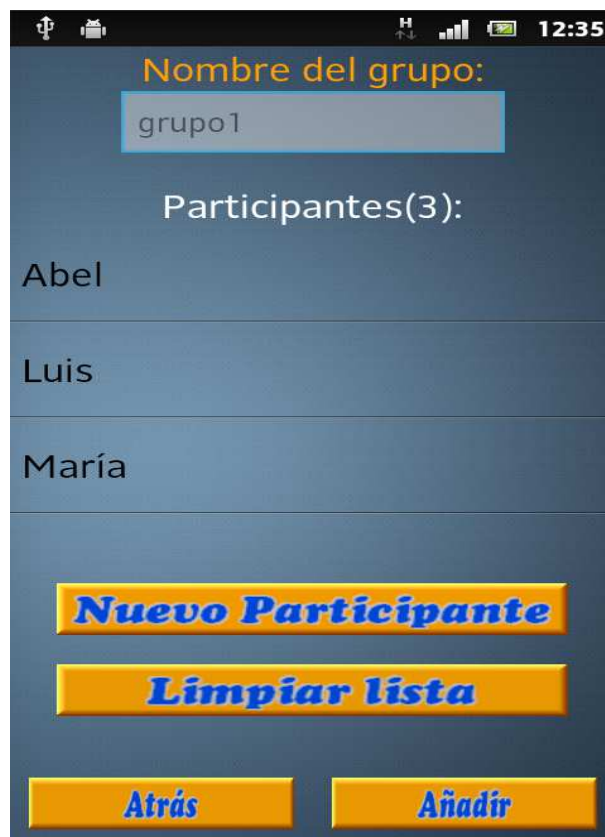 H 12:35
Nombre del grupo:
grupo1
Participantes(3):
Abel
Luis
María
Nuevo Participante
Limpiar lista
Atrás Añadir